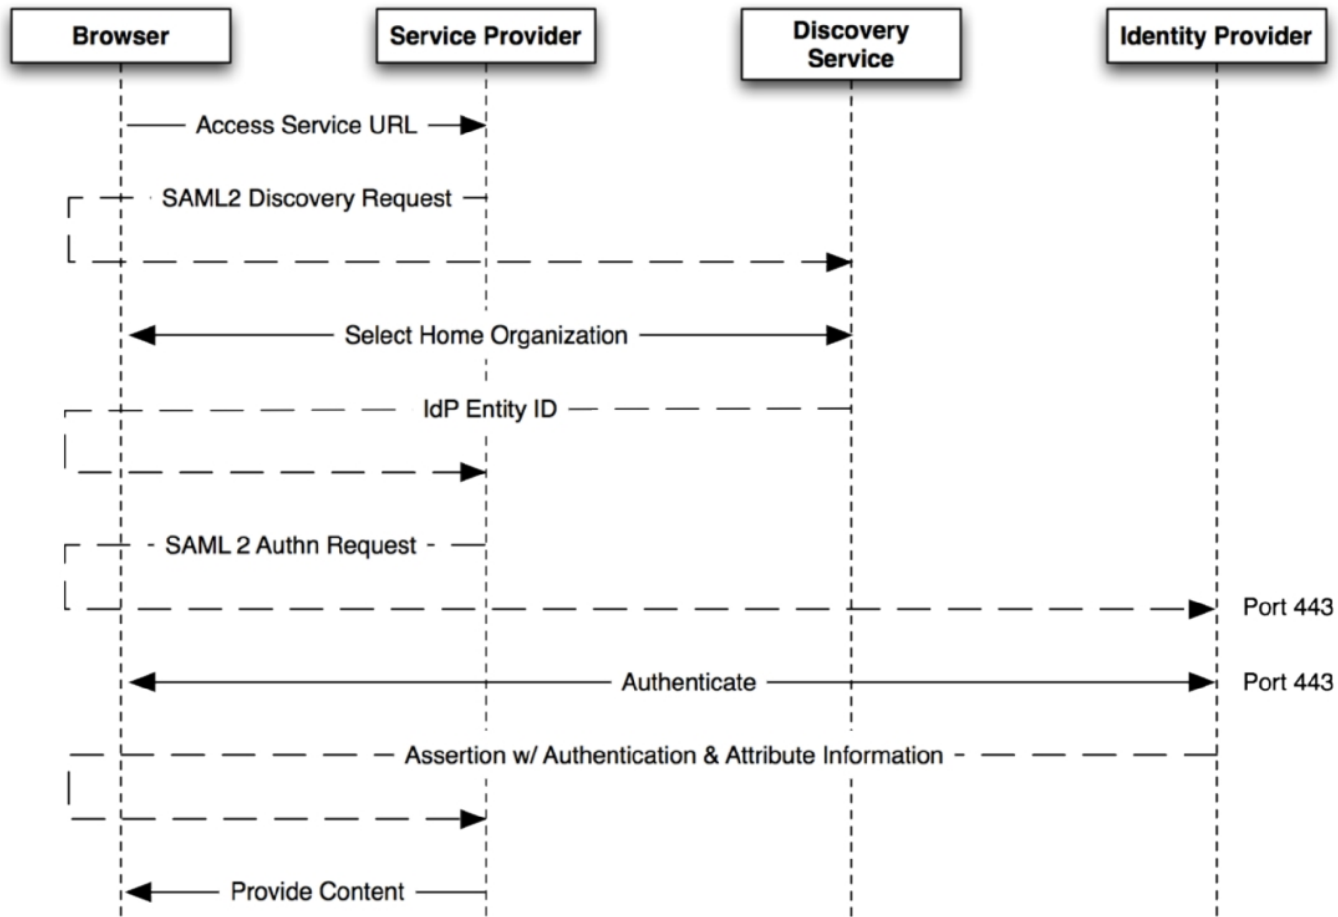 Browser
Service Provider
Discovery
Service
Identity Provider
Access Service URL
SAML2 Discovery Request
Select Home Organization
IdP Entity ID
SAML 2 Authn Request
Port 443
Authenticate
Port 443
Assertion w/ Authentication & Attribute Information
Provide Content